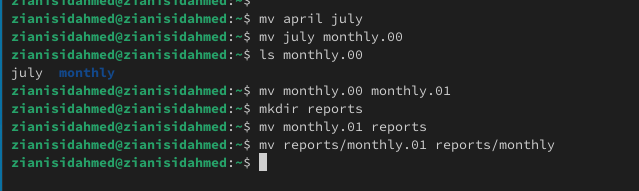 zianisidahmed@zianisidahmed:~$
zianisidahmed@zianisidahmed:~$ mv april july
zianisidahmed@zianisidahmed:~$ mv july monthly.00
zianisidahmed@zianisidahmed:~$ ls monthly.00
july monthly
zianisidahmed@zianisidahmed:~$ mv monthly.00 monthly.01
zianisidahmed@zianisidahmed:~$ mkdir reports
zianisidahmed@zianisidahmed:~$ mv monthly.01 reports
zianisidahmed@zianisidahmed:~$ mv reports/monthly.01 reports/monthly
zianisidahmed@zianisidahmed:~$